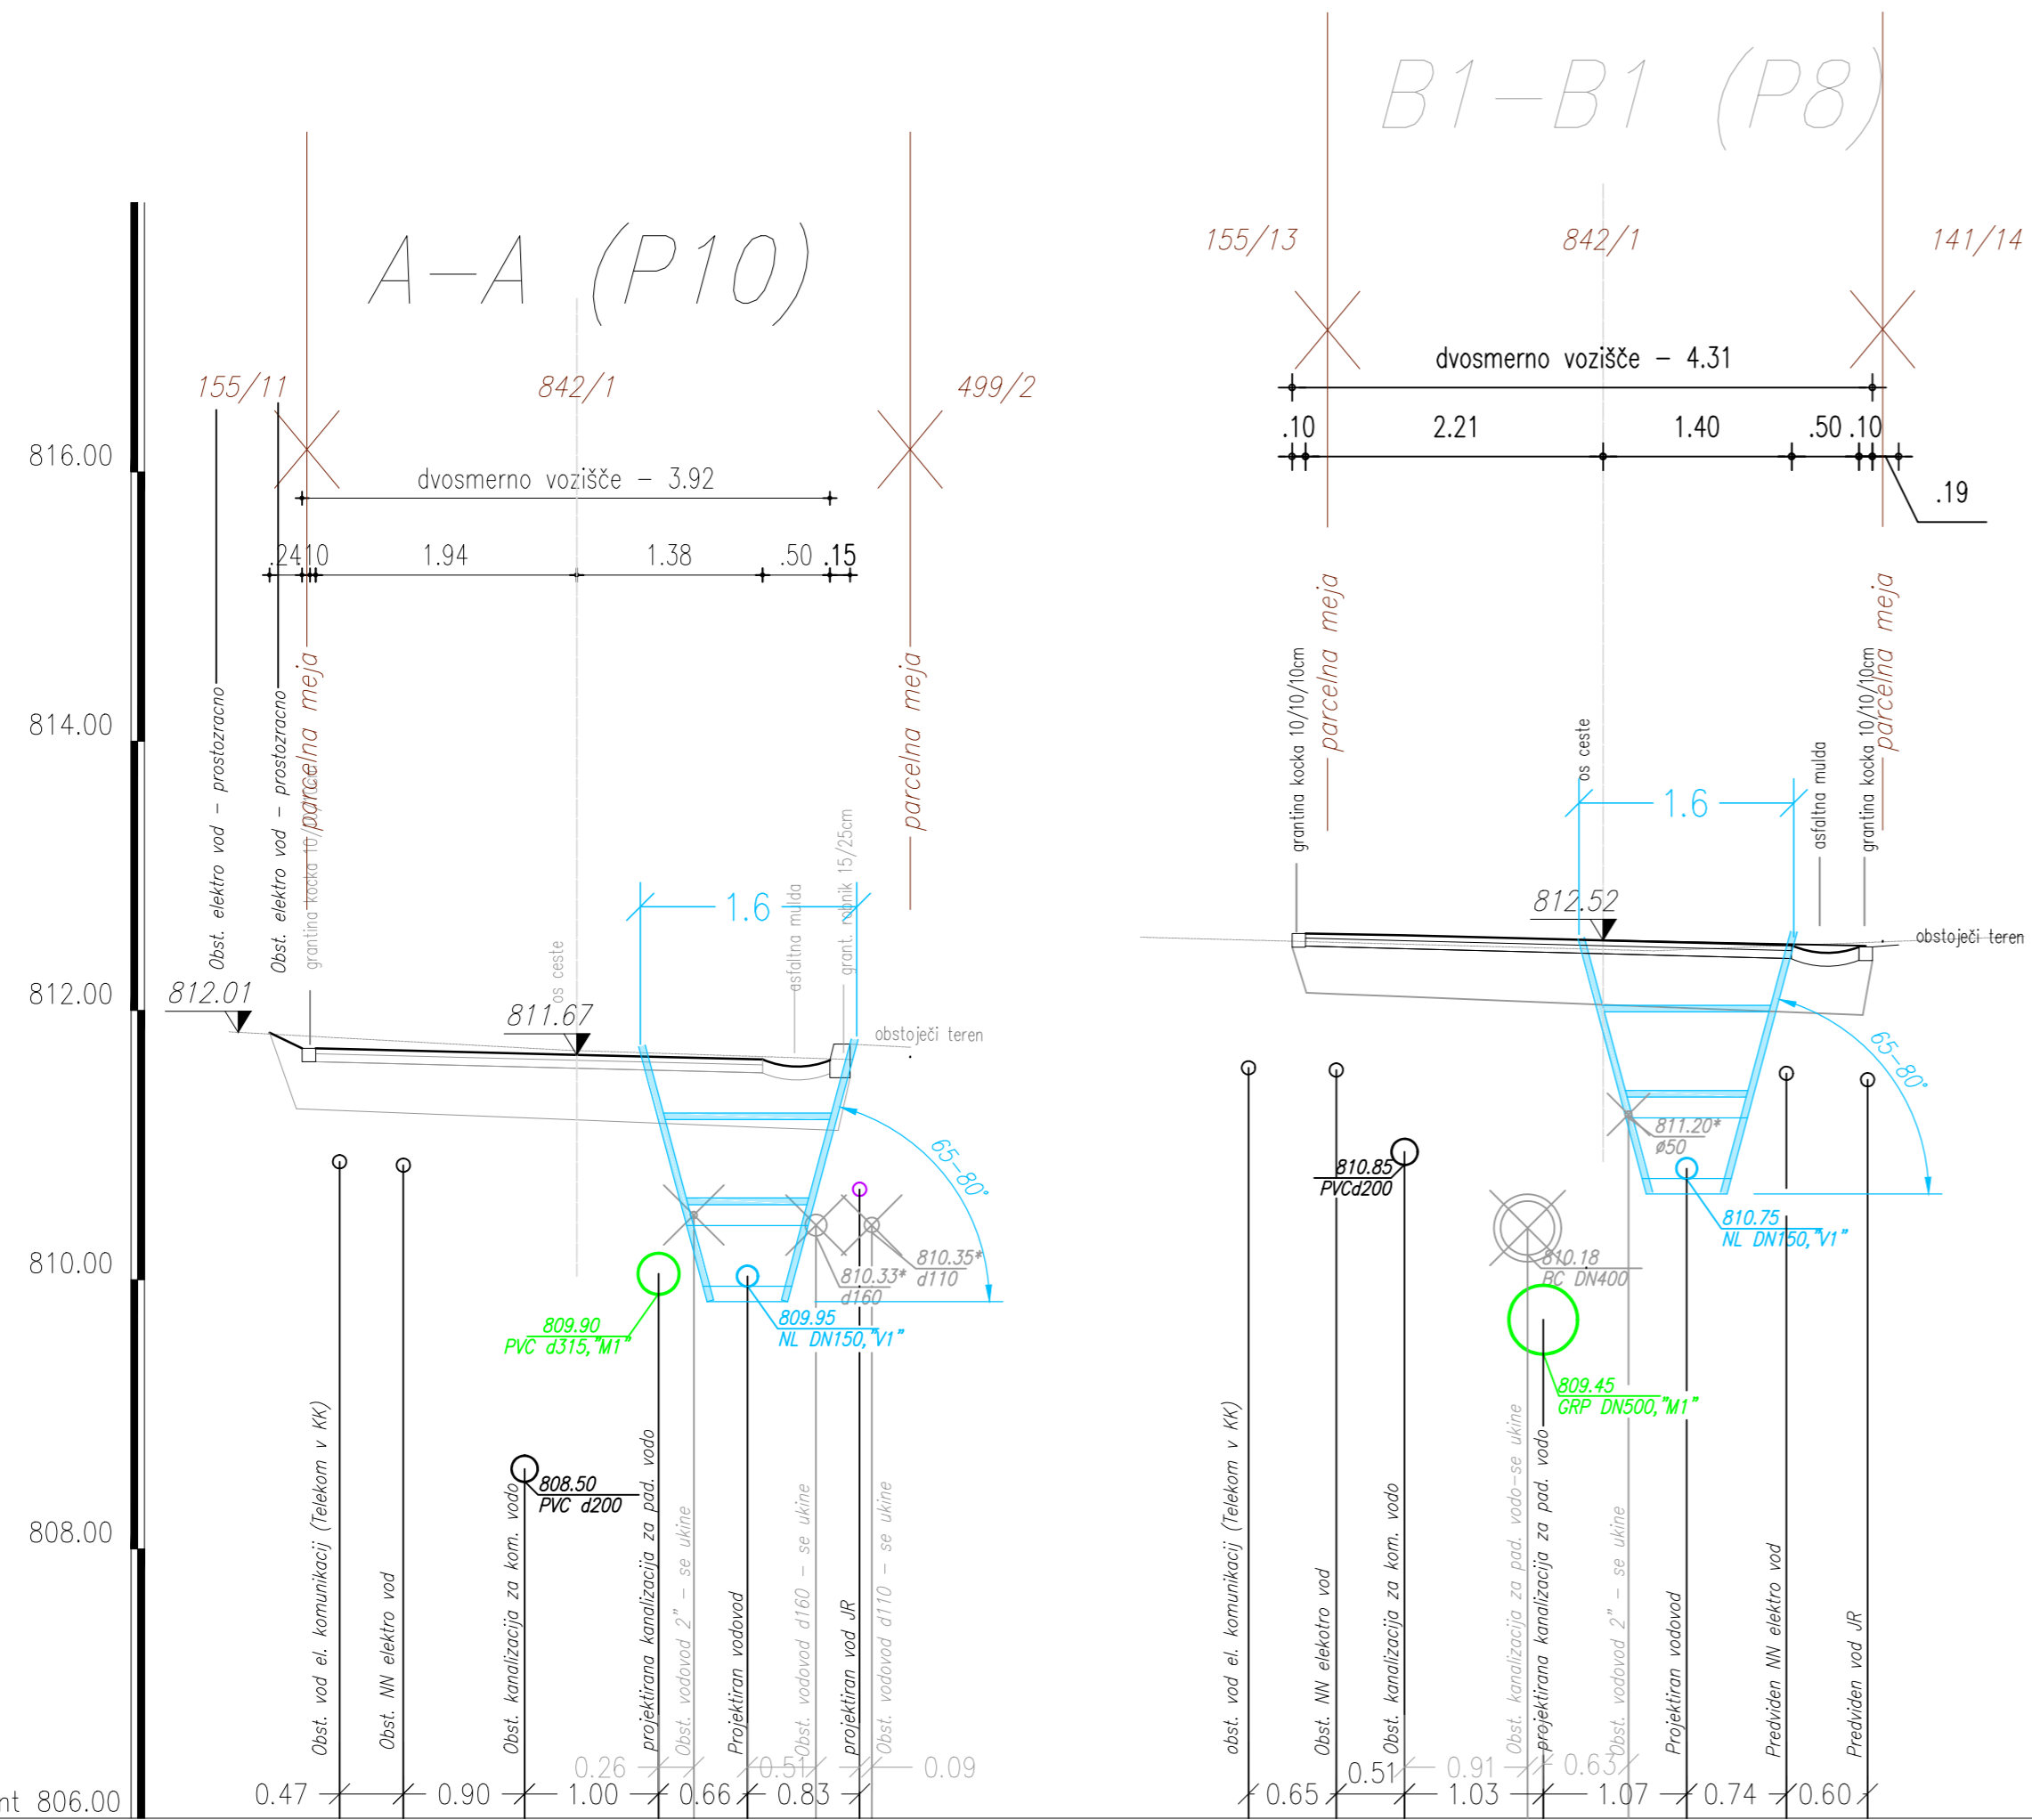 B1-B1 (P8)
A-A (P10)
155/13
842/1
141/14
dvosmerno vozišče - 4.31
155/11
842/1
499/2
.10
2.21
1.40
.50
.10
.19
816.00
dvosmerno vozišče - 3.92
.24
.10
1.94
1.38
.50
.15
parcelna meja
parcelna meja
parcelna meja
parcelna meja
814.00
Obst. elektro vod - prostozracno
Obst. elektro vod - prostozracno
os ceste
asfaltna mulda
grant. robnik 15/25cm
grantina kocka 10/10/10cm
os ceste
asfaltna mulda
grantina kocka 10/10/10cm
1.6
1.6
812.52
obstoječi teren
812.00
812.01
811.67
obstoječi teren
65-80°
65-80°
811.20*
ø50
810.85
PVCd200
810.75
NL DN150,"V1"
810.18
BC DN400
810.00
810.35*
d110
810.33*
d160
809.90
PVC d315,"M1"
809.95
NL DN150,"V1"
809.45
GRP DN500,"M1"
808.50
PVC d200
808.00
Obst. vod el. komunikacij (Telekom v KK)
Obst. NN elektro vod
Obst. kanalizacija za kom. vodo
projektirana kanalizacija za pad. vodo
Obst. vodovod 2" - se ukine
Projektiran vodovod
Obst. vodovod d160 - se ukine
projektiran vod JR
Obst. vodovod d110 - se ukine
obst. vod el. komunikacij (Telekom v KK)
Obst. NN elekotro vod
Obst. kanalizacija za kom. vodo
Obst. kanalizacija za pad. vodo-se ukine
projektirana kanalizacija za pad. vodo
Obst. vodovod 2" - se ukine
Projektiran vodovod
Predviden NN elektro vod
Predviden vod JR
0.26
0.51
0.09
0.51
0.91
0.63
nt 806.00
0.47
0.90
1.00
0.66
0.83
0.65
1.03
1.07
0.74
0.60